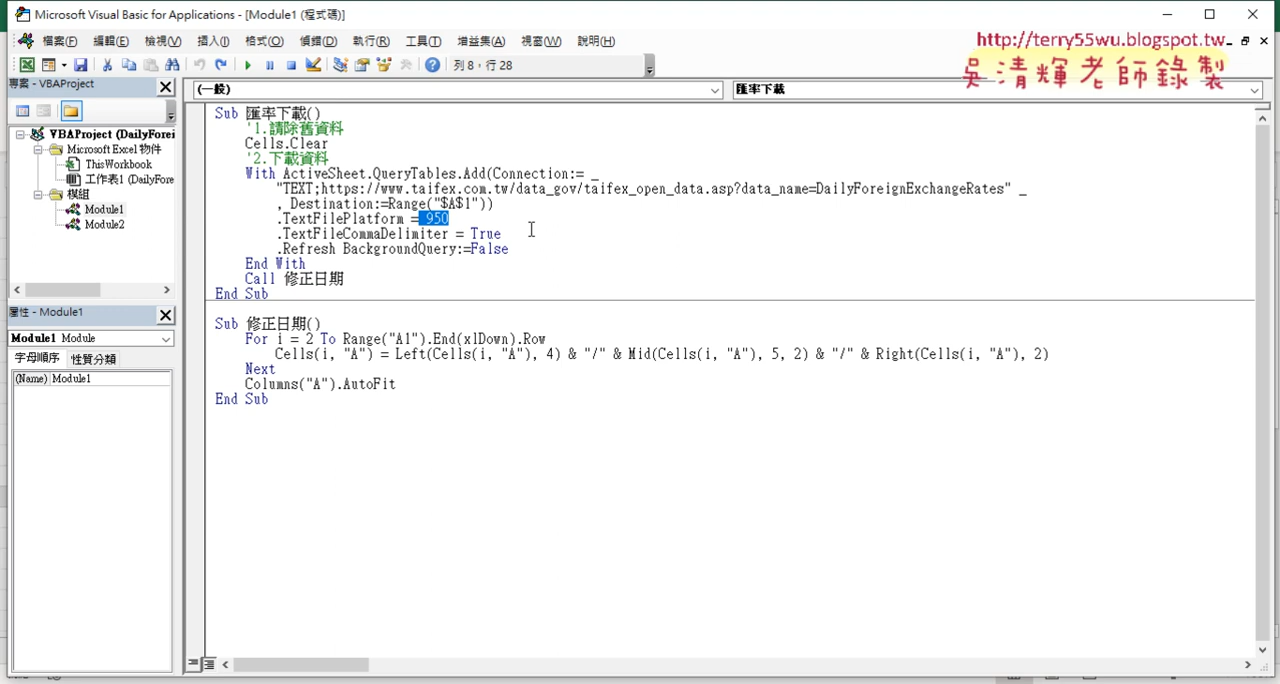 Microsoft Visual Basic for Applications - [Module1 (程式碼)]
http://terry55wu.blogspot.tw
吳清輝老師錄製
檔案(F) 編輯(E) 檢視(V) 插入(I) 格式(O) 偵錯(D) 執行(R) 工具(T) 增益集(A) 視窗(W) 說明(H)
列 8，行 28
專案 - VBAProject
(一般) 匯率下載
VBAProject (DailyForei
Microsoft Excel 物件
ThisWorkbook
工作表1 (DailyFore
模組
Module1
Module2
屬性 - Module1
Module1 Module
字母順序 性質分類
(Name) Module1
Sub 匯率下載()
'1.請除舊資料
Cells.Clear
'2.下載資料
With ActiveSheet.QueryTables.Add(Connection:= _
"TEXT;https://www.taifex.com.tw/data_gov/taifex_open_data.asp?data_name=DailyForeignExchangeRates" _
, Destination:=Range("$A$1"))
.TextFilePlatform = 950
.TextFileCommaDelimiter = True
.Refresh BackgroundQuery:=False
End With
Call 修正日期
End Sub
Sub 修正日期()
For i = 2 To Range("A1").End(xlDown).Row
Cells(i, "A") = Left(Cells(i, "A"), 4) & "/" & Mid(Cells(i, "A"), 5, 2) & "/" & Right(Cells(i, "A"), 2)
Next
Columns("A").AutoFit
End Sub